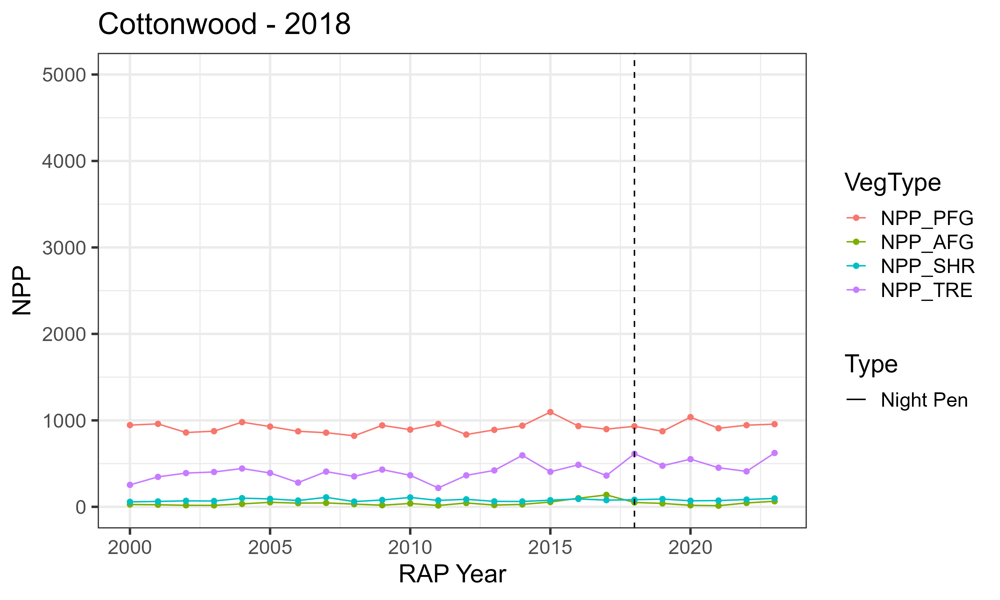 Cottonwood - 2018
5000
4000
3000
2000
1000
0
NPP
2000 2005 2010 2015 2020
RAP Year
VegType
NPP_PFG
NPP_AFG
NPP_SHR
NPP_TRE
Type
Night Pen